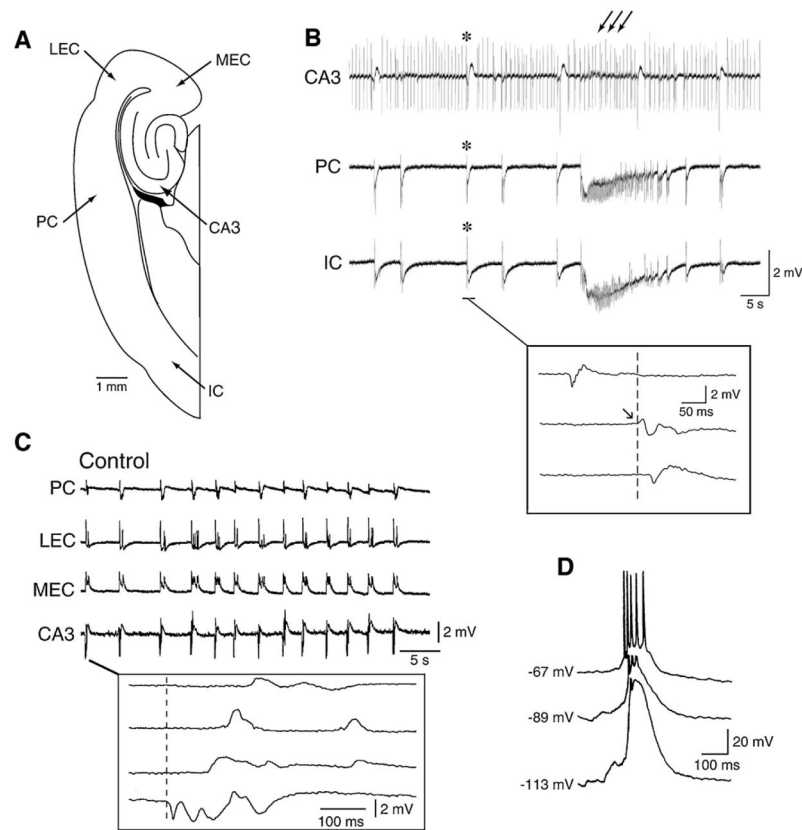 A
LEC
MEC
PC
CA3
1 mm
IC
B
*
CA3
*
PC
*
IC
2 mV
5 s
2 mV
50 ms
C
Control
PC
LEC
MEC
CA3
2 mV
5 s
100 ms
2 mV
D
-67 mV
-89 mV
20 mV
100 ms
-113 mV